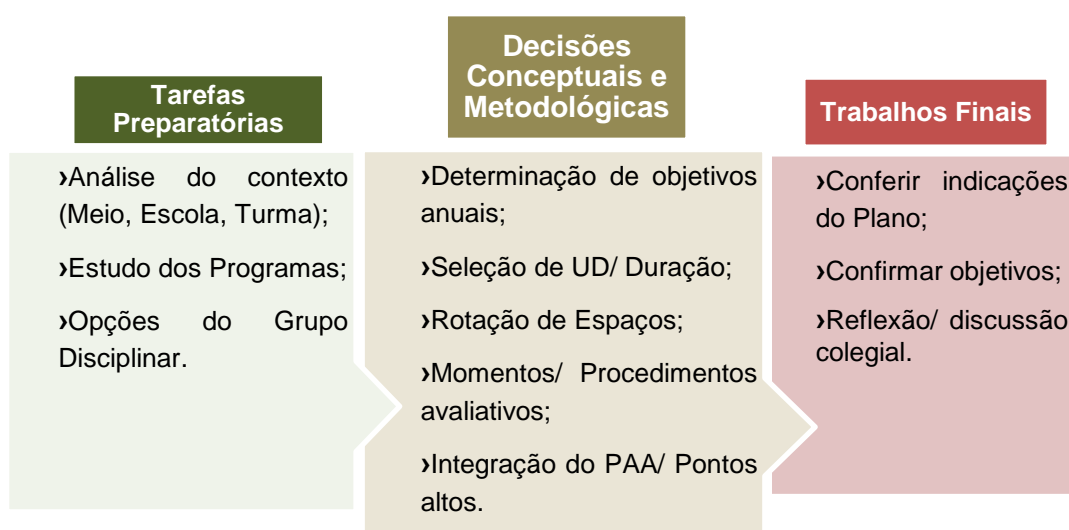 Tarefas
Preparatórias
›Análise do contexto
(Meio, Escola, Turma);
›Estudo dos Programas;
›Opções do Grupo
Disciplinar.
Decisões
Conceptuais e
Metodológicas
›Determinação de objetivos
anuais;
›Seleção de UD/ Duração;
›Rotação de Espaços;
›Momentos/ Procedimentos
avaliativos;
›Integração do PAA/ Pontos
altos.
Trabalhos Finais
›Conferir indicações
do Plano;
›Confirmar objetivos;
›Reflexão/ discussão
colegial.